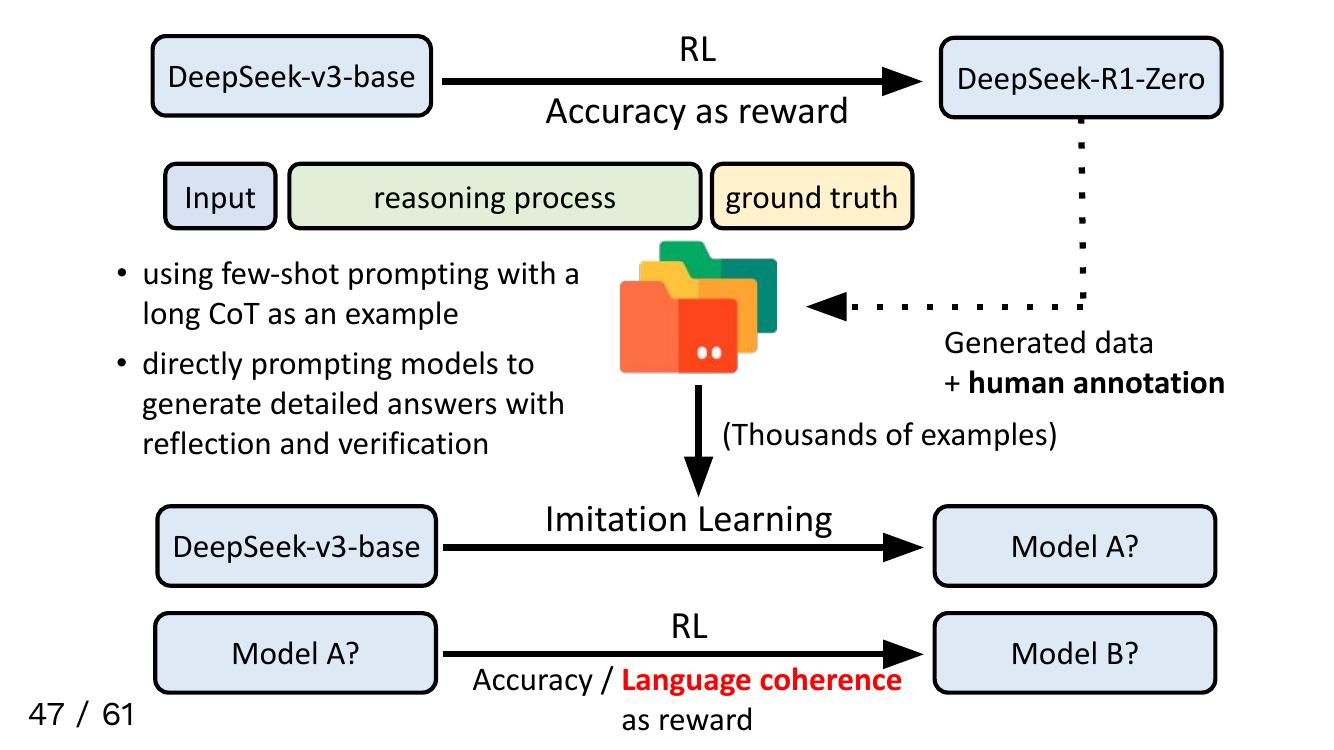 DeepSeek-v3-base
RL
Accuracy as reward
DeepSeek-R1-Zero
Input
reasoning process
ground truth
• using few-shot prompting with a
long CoT as an example
• directly prompting models to
generate detailed answers with
reflection and verification
Generated data
+ human annotation
(Thousands of examples)
DeepSeek-v3-base
Imitation Learning
Model A?
Model A?
RL
Accuracy / Language coherence
as reward
Model B?
47 / 61